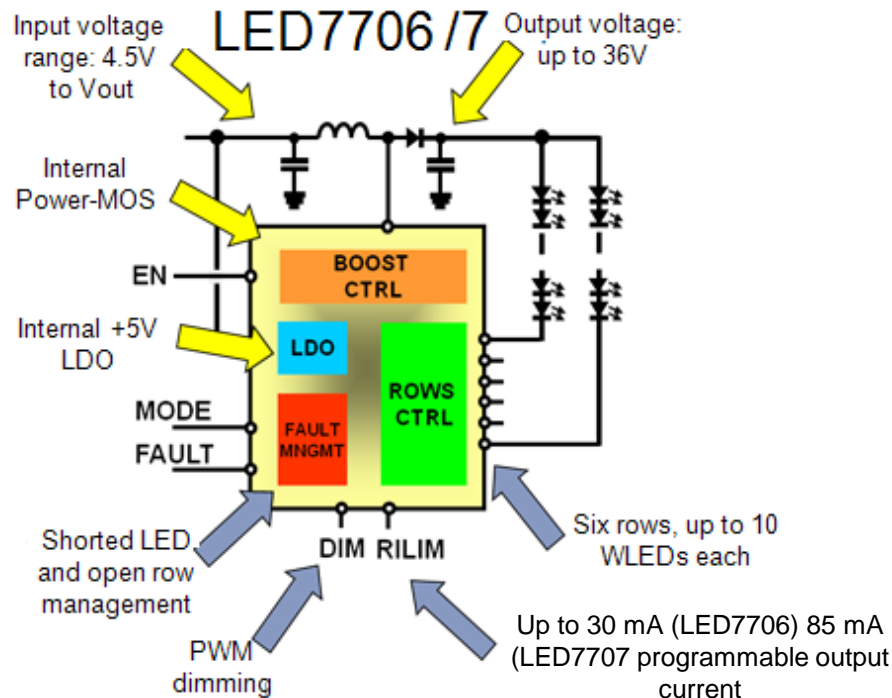 LED7706 /7
Input voltage
range: 4.5V
to Vout
Output voltage:
up to 36V
Internal
Power-MOS
BOOST
CTRL
EN
Internal +5V
LDO
LDO
ROWS
CTRL
MODE
FAULT
FAULT
MNGMT
Shorted LED
and open row
management
DIM
RILIM
Six rows, up to 10
WLEDs each
PWM
dimming
Up to 30 mA (LED7706) 85 mA
(LED7707 programmable output
current